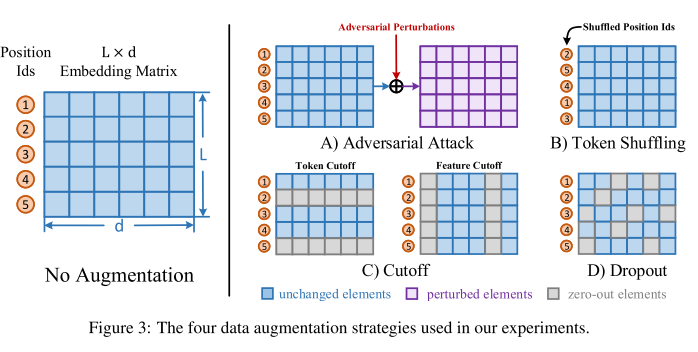 Position
Ids
L × d
Embedding Matrix
1
2
3
4
5
L
d
No Augmentation
Adversarial Perturbations
1
2
3
4
5
A) Adversarial Attack
Shuffled Position Ids
2
5
4
1
3
B) Token Shuffling
Token Cutoff
Feature Cutoff
1
2
3
4
5
1
2
3
4
5
C) Cutoff
1
2
3
4
5
D) Dropout
unchanged elements
perturbed elements
zero-out elements
Figure 3: The four data augmentation strategies used in our experiments.